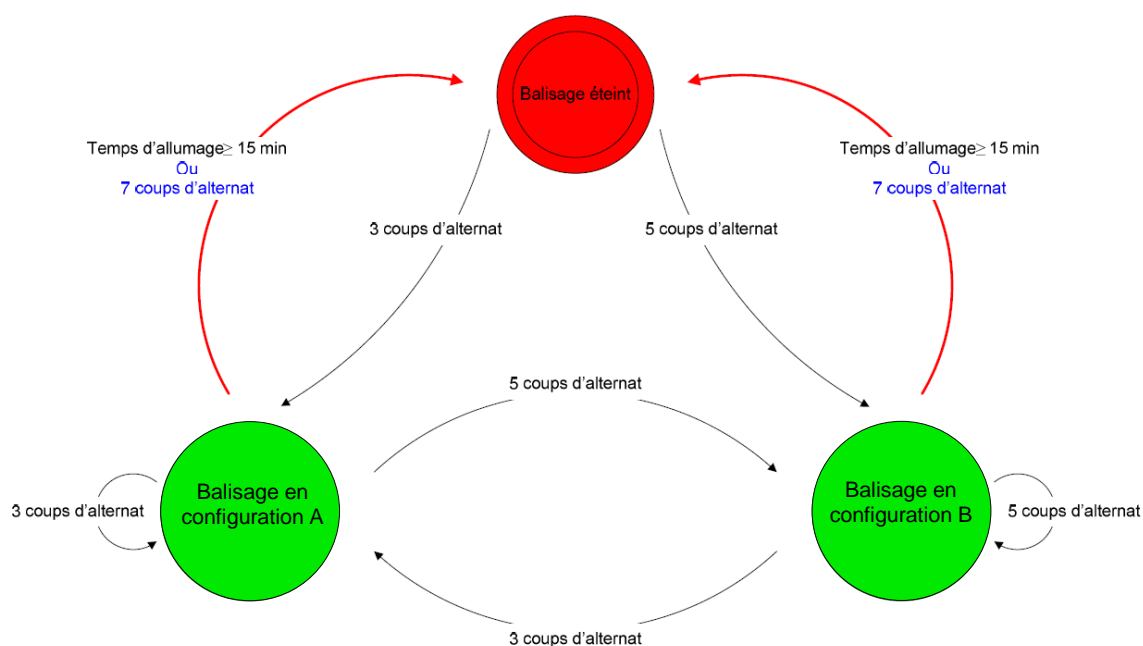 Balisage éteint
Temps d'allumage≥ 15 min
Ou
7 coups d'alternat
Temps d'allumage≥ 15 min
Ou
7 coups d'alternat
3 coups d'alternat
5 coups d'alternat
5 coups d'alternat
Balisage en
configuration A
Balisage en
configuration B
3 coups d'alternat
5 coups d'alternat
3 coups d'alternat